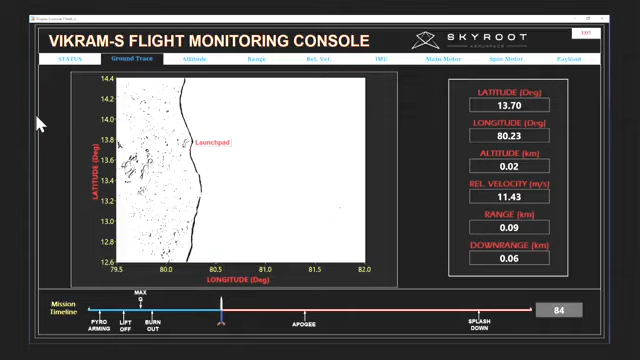 VIKRAM-S FLIGHT MONITORING CONSOLE
SKYROOT
AEROSPACE
EXIT
STATUS Ground Trace Altitude Range Rel. Vel. IMU Main Motor Spin Motor Payload
14.4
14.2
14.0
13.8
13.6
13.4
13.2
13.0
12.8
12.6
LATITUDE (Deg)
Launchpad
79.5 80.0 80.5 81.0 81.5 82.0
LONGITUDE (Deg)
LATITUDE (Deg)
13.70
LONGITUDE (Deg)
80.23
ALTITUDE (km)
0.02
REL. VELOCITY (m/s)
11.43
RANGE (km)
0.09
DOWNRANGE (km)
0.06
Mission
Timeline
MAX
Q
PYRO
ARMING
LIFT
OFF
BURN
OUT
APOGEE
SPLASH
DOWN
84